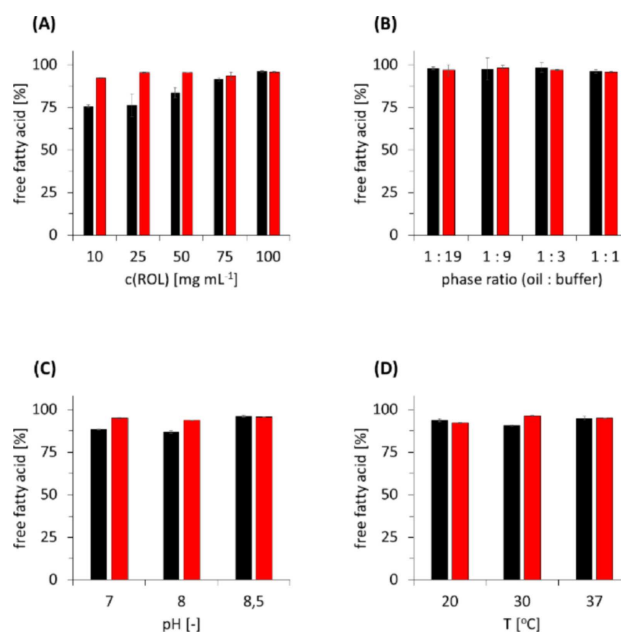 (A)
free fatty acid [%]
100
75
50
25
0
10 25 50 75 100
c(ROL) [mg mL⁻¹]
(B)
free fatty acid [%]
100
75
50
25
0
1 : 19 1 : 9 1 : 3 1 : 1
phase ratio (oil : buffer)
(C)
free fatty acid [%]
100
75
50
25
0
7 8 8,5
pH [-]
(D)
free fatty acid [%]
100
75
50
25
0
20 30 37
T [°C]